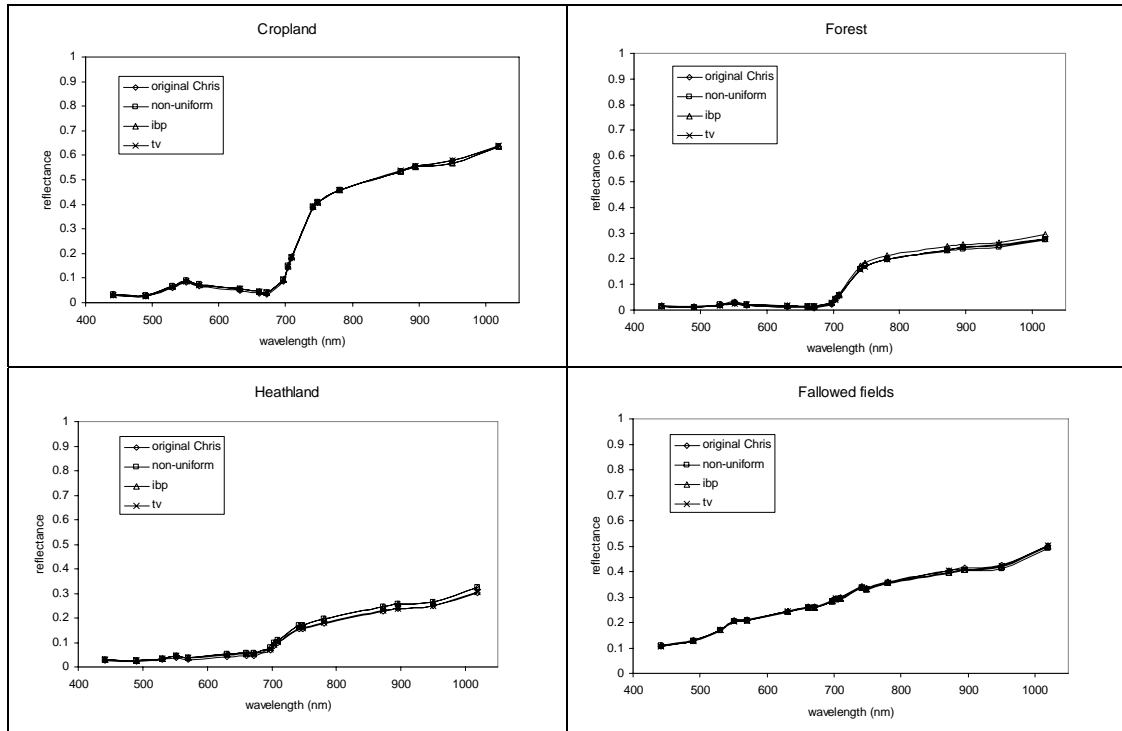 Cropland
1
0.9
0.8
0.7
0.6
0.5
0.4
0.3
0.2
0.1
0
reflectance
original Chris
non-uniform
ibp
tv
400 500 600 700 800 900 1000
wavelength (nm)
Forest
1
0.9
0.8
0.7
0.6
0.5
0.4
0.3
0.2
0.1
0
reflectance
original Chris
non-uniform
ibp
tv
400 500 600 700 800 900 1000
wavelength (nm)
Heathland
1
0.9
0.8
0.7
0.6
0.5
0.4
0.3
0.2
0.1
0
reflectance
original Chris
non-uniform
ibp
tv
400 500 600 700 800 900 1000
wavelength (nm)
Fallowed fields
1
0.9
0.8
0.7
0.6
0.5
0.4
0.3
0.2
0.1
0
reflectance
original Chris
non-uniform
ibp
tv
400 500 600 700 800 900 1000
wavelength (nm)